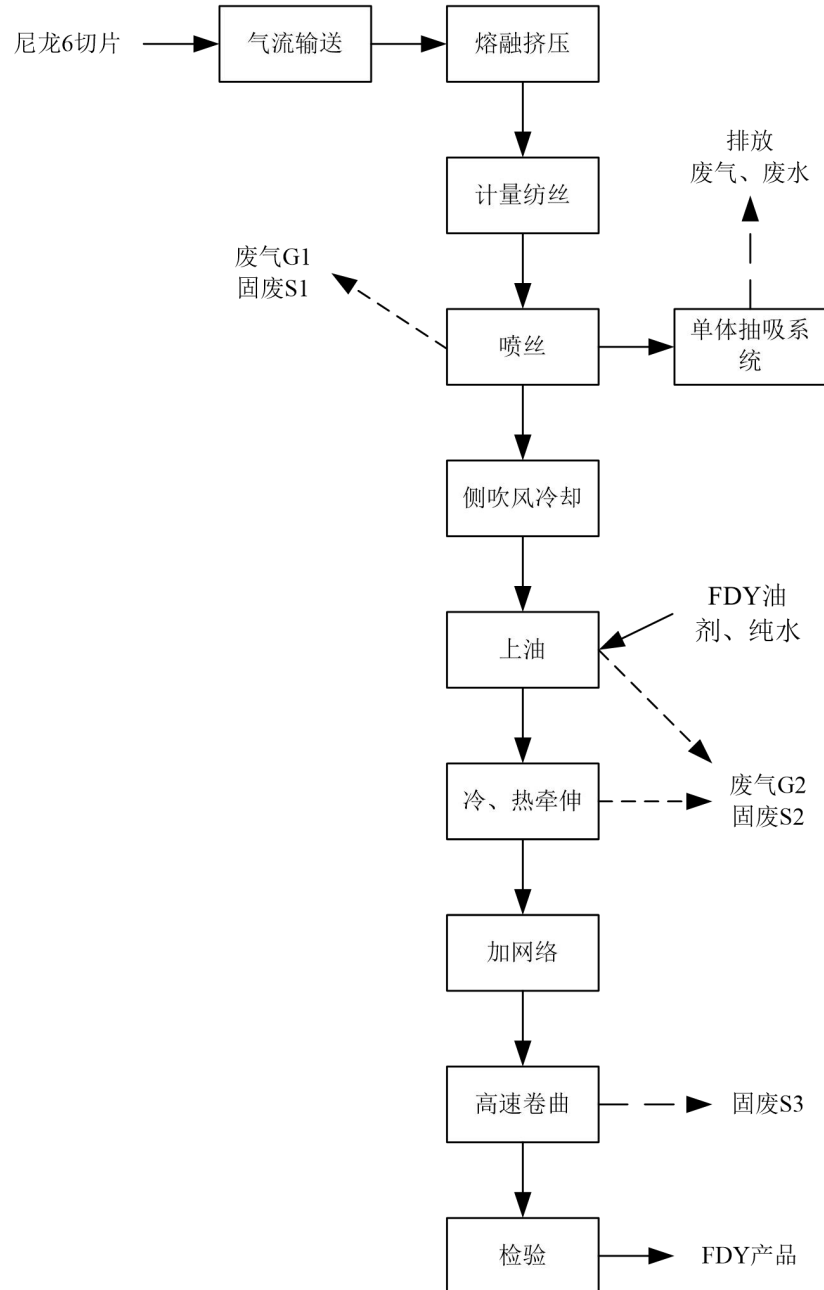 尼龙6切片
气流输送
熔融挤压
排放
废气、废水
计量纺丝
废气G1
固废S1
喷丝
单体抽吸系
统
侧吹风冷却
FDY油
剂、纯水
上油
冷、热牵伸
废气G2
固废S2
加网络
高速卷曲
固废S3
检验
FDY产品